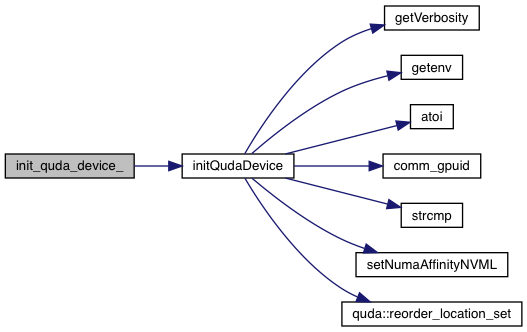 getVerbosity
getenv
atoi
init_quda_device_
initQudaDevice
comm_gpuid
strcmp
setNumaAffinityNVML
quda::reorder_location_set